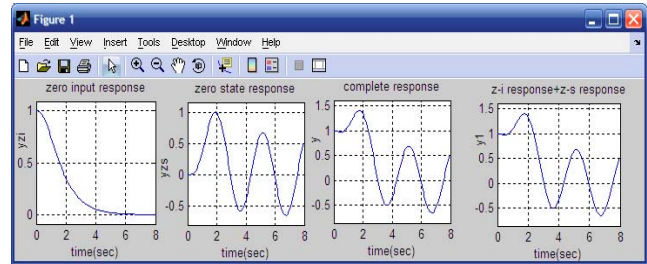 Figure 1
File Edit View Insert Tools Desktop Window Help
zero input response
1
0.5
0
yzi
0 2 4 6 8
time(sec)
zero state response
1
0.5
0
-0.5
yzs
0 2 4 6 8
time(sec)
complete response
1.5
1
0.5
0
-0.5
y
0 2 4 6 8
time(sec)
z-i response+z-s response
1.5
1
0.5
0
-0.5
y1
0 2 4 6 8
time(sec)